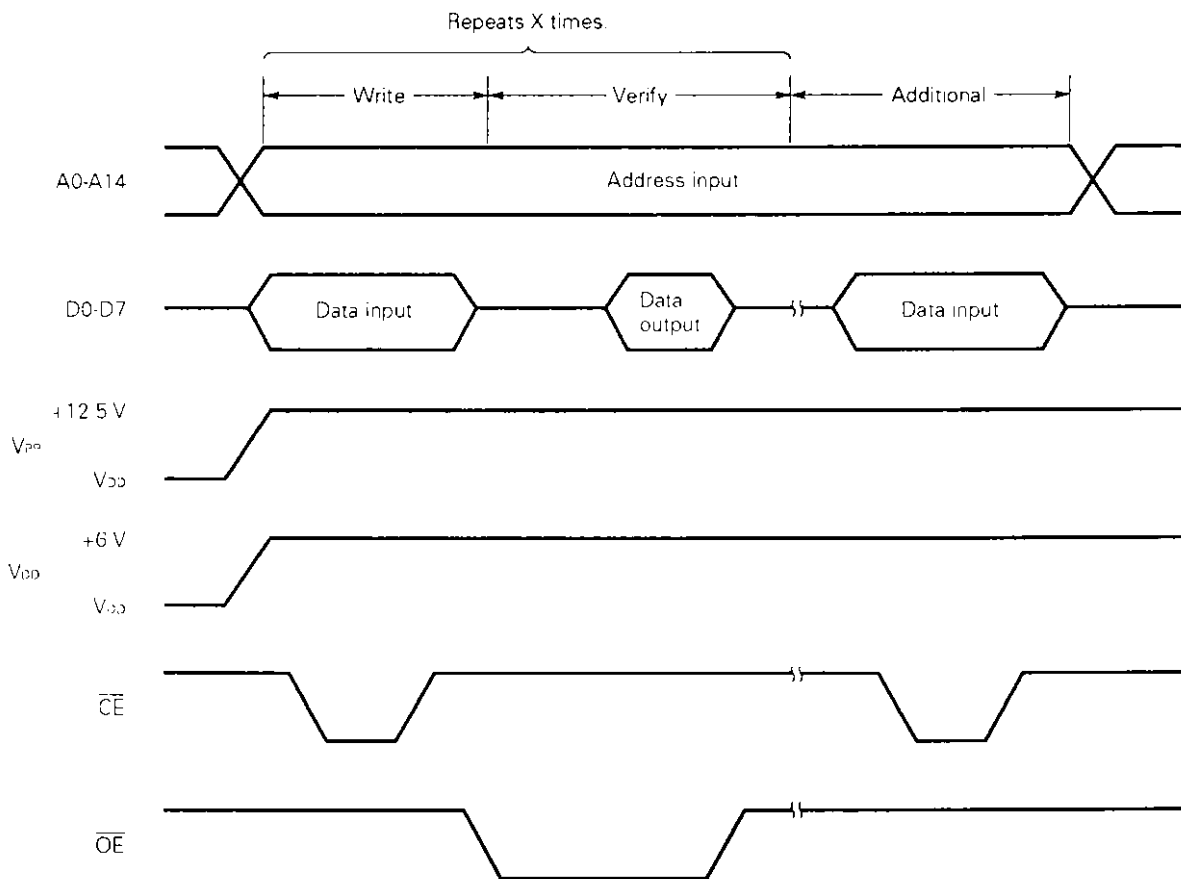 Repeats X times.
Write
Verify
Additional
A0-A14
Address input
D0-D7
Data input
Data
output
Data input
+12.5 V
VPP
VDD
+6 V
VDD
VDD
CE
OE